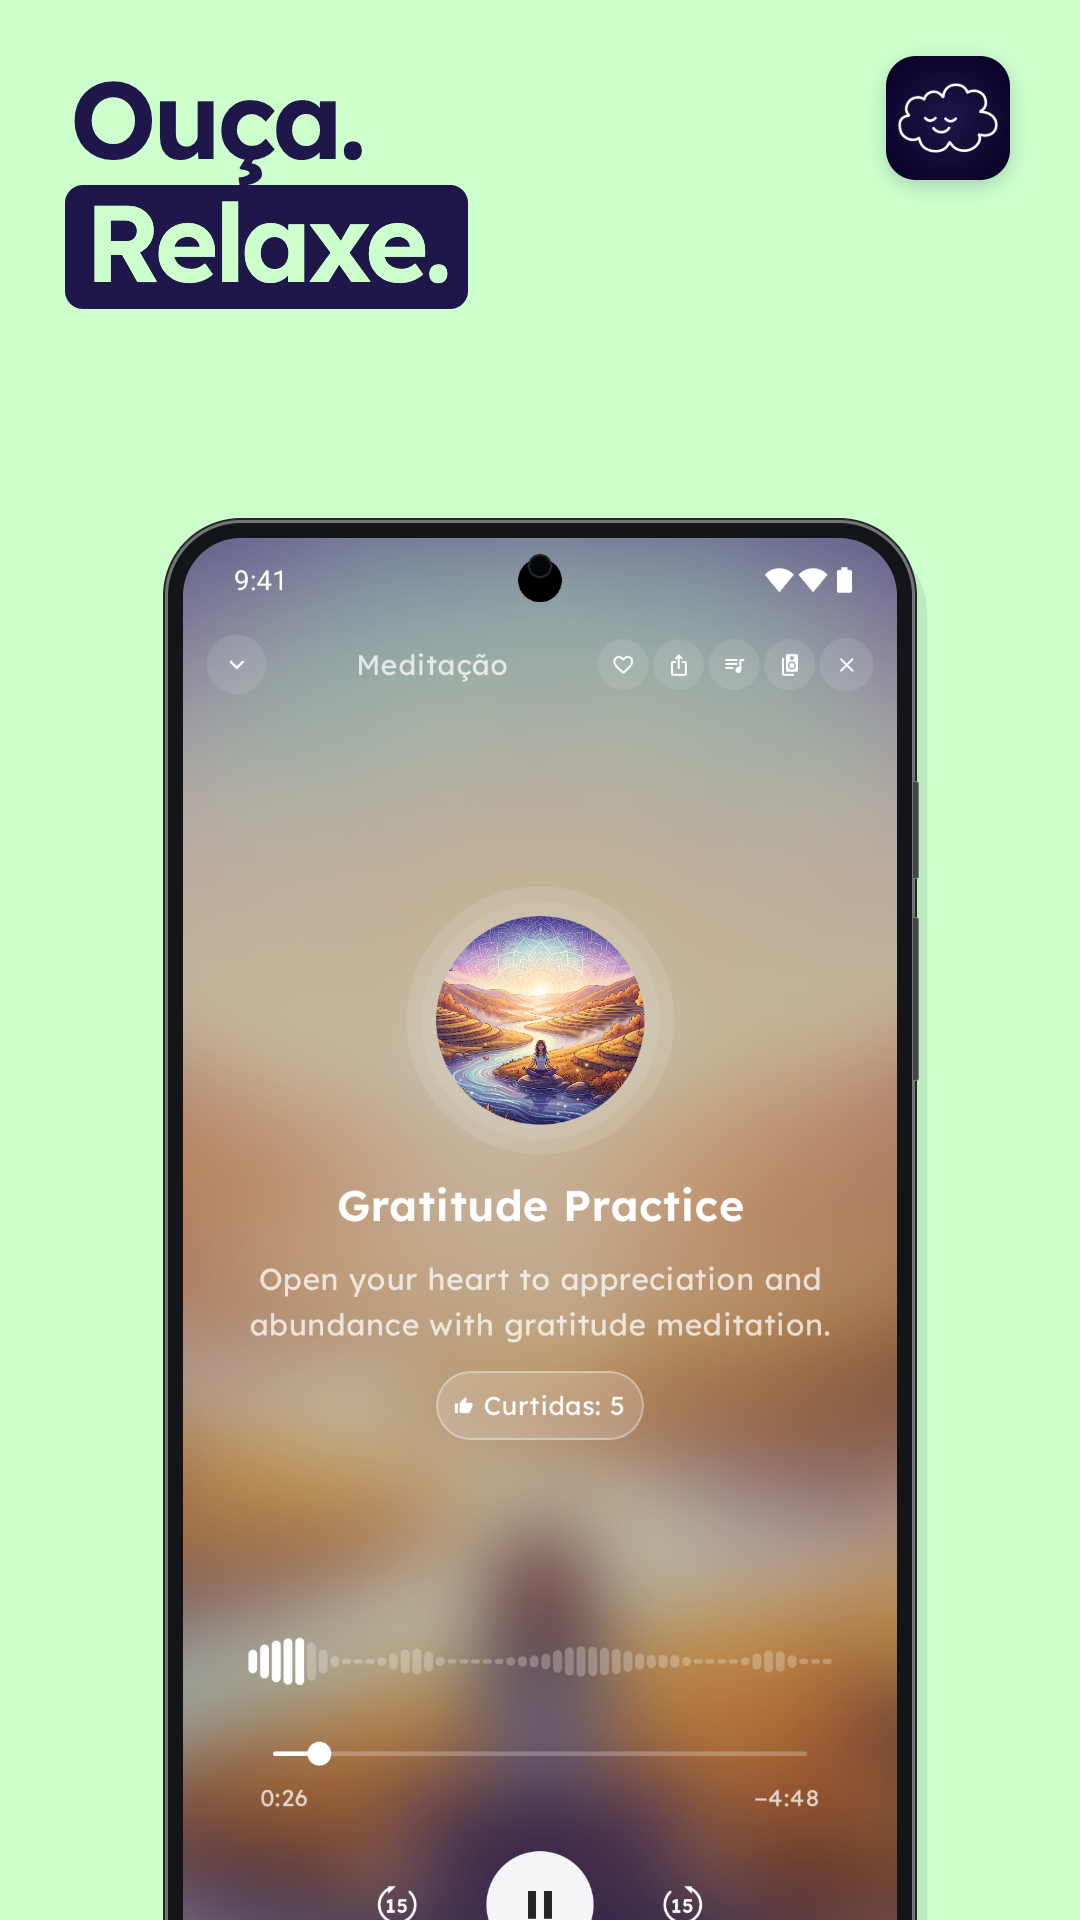 Ouça.
Relaxe.
9:41
Meditação
Gratitude Practice
Open your heart to appreciation and
abundance with gratitude meditation.
Curtidas: 5
0:26
−4:48
15
15